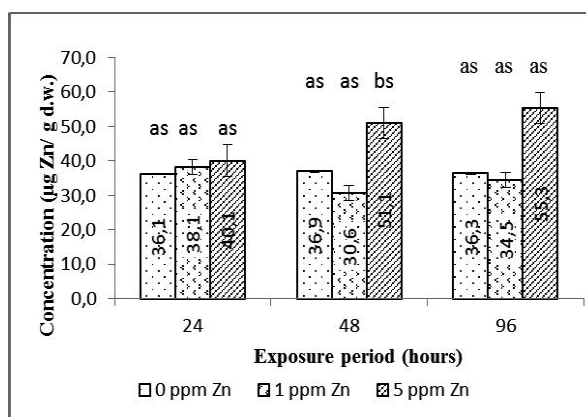 Concentration (µg Zn/ g d.w.)
70,0
60,0
50,0
40,0
30,0
20,0
10,0
0,0
as as as
as as bs
as as as
36,1
38,1
40,1
36,9
30,6
51,1
36,3
34,5
55,3
24
48
96
Exposure period (hours)
0 ppm Zn
1 ppm Zn
5 ppm Zn